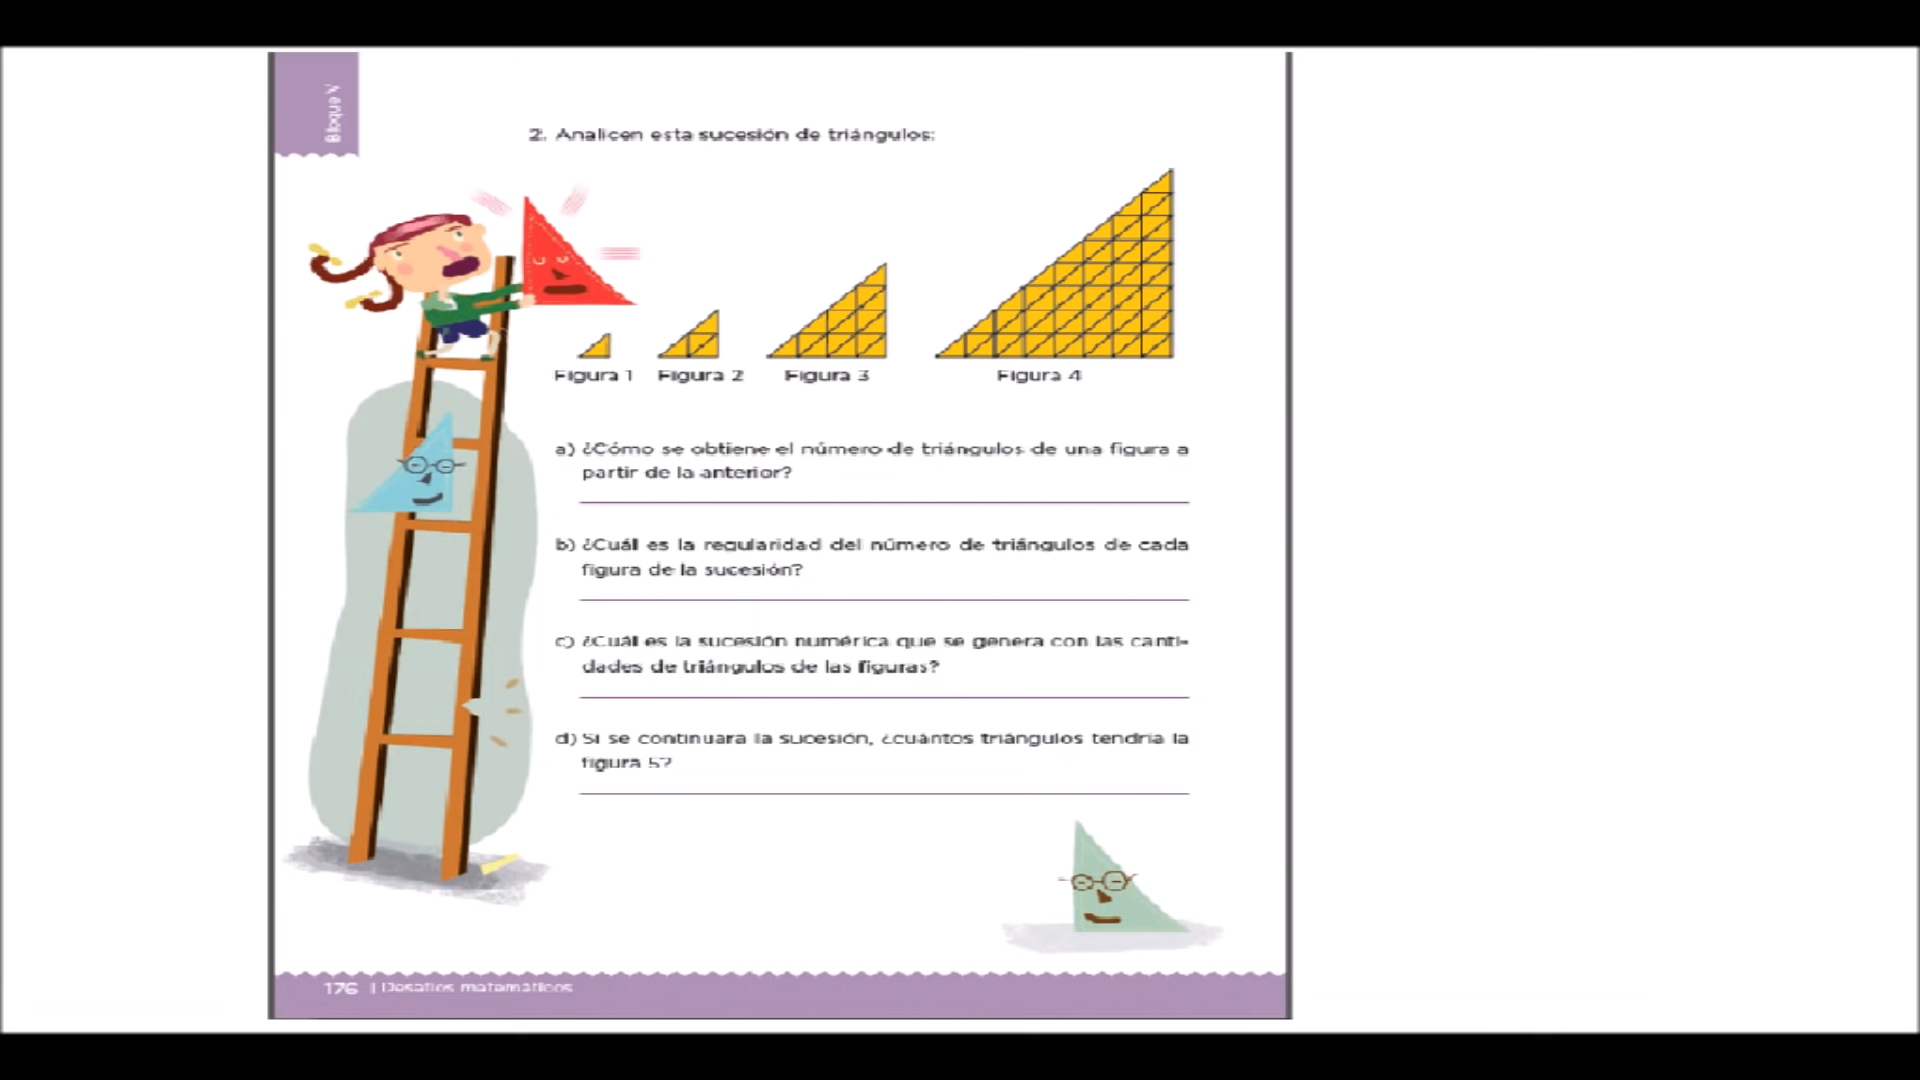 Bloque V
2. Analicen esta sucesión de triángulos:
Figura 1 Figura 2 Figura 3 Figura 4
a) ¿Cómo se obtiene el número de triángulos de una figura a
partir de la anterior?
b) ¿Cuál es la regularidad del número de triángulos de cada
figura de la sucesión?
c) ¿Cuál es la sucesión numérica que se genera con las canti-
dades de triángulos de las figuras?
d) Si se continuara la sucesión, ¿cuántos triángulos tendría la
figura 5?
176 | Desafíos matemáticos